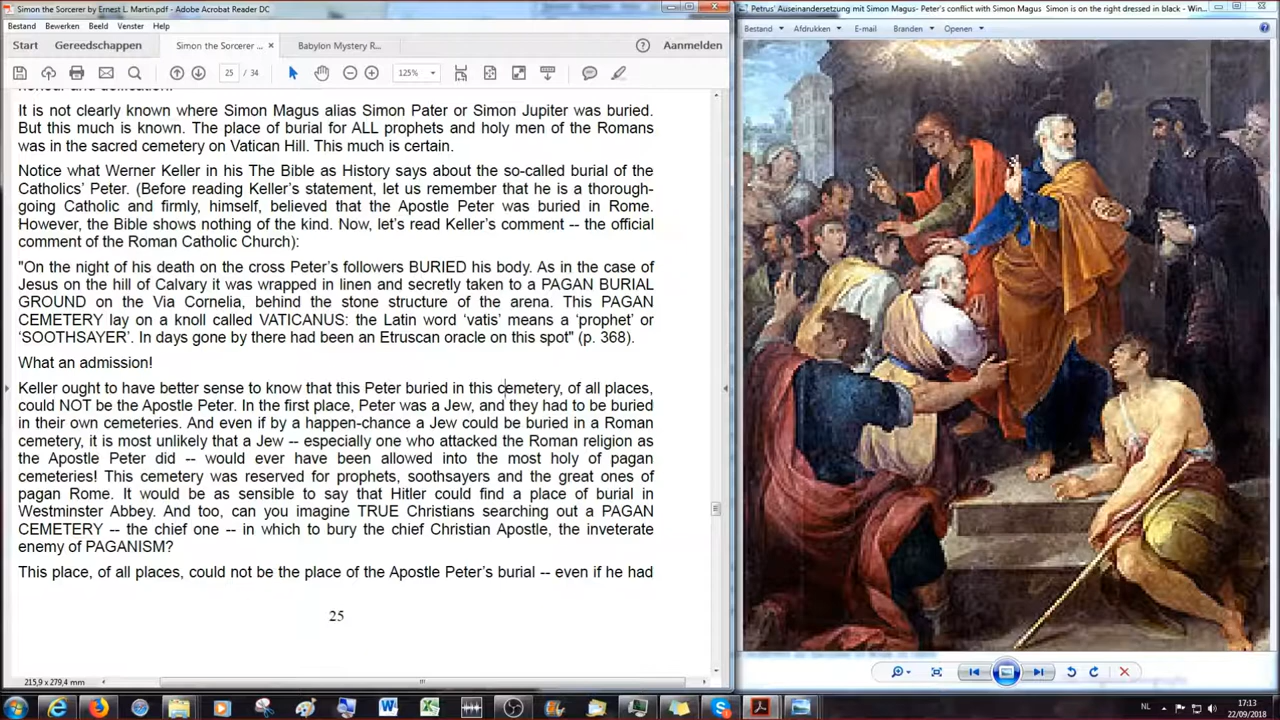 Simon the Sorcerer by Ernest L. Martin.pdf - Adobe Acrobat Reader DC
Bestand Bewerken Beeld Venster Help
Start Gereedschappen Simon the Sorcerer ... × Babylon Mystery R... Aanmelden
25 / 34 125%
It is not clearly known where Simon Magus alias Simon Pater or Simon Jupiter was buried.
But this much is known. The place of burial for ALL prophets and holy men of the Romans
was in the sacred cemetery on Vatican Hill. This much is certain.
Notice what Werner Keller in his The Bible as History says about the so-called burial of the
Catholics' Peter. (Before reading Keller's statement, let us remember that he is a thorough-
going Catholic and firmly, himself, believed that the Apostle Peter was buried in Rome.
However, the Bible shows nothing of the kind. Now, let's read Keller's comment -- the official
comment of the Roman Catholic Church):
"On the night of his death on the cross Peter's followers BURIED his body. As in the case of
Jesus on the hill of Calvary it was wrapped in linen and secretly taken to a PAGAN BURIAL
GROUND on the Via Cornelia, behind the stone structure of the arena. This PAGAN
CEMETERY lay on a knoll called VATICANUS: the Latin word 'vatis' means a 'prophet' or
'SOOTHSAYER'. In days gone by there had been an Etruscan oracle on this spot" (p. 368).
What an admission!
Keller ought to have better sense to know that this Peter buried in this cemetery, of all places,
could NOT be the Apostle Peter. In the first place, Peter was a Jew, and they had to be buried
in their own cemeteries. And even if by a happen-chance a Jew could be buried in a Roman
cemetery, it is most unlikely that a Jew -- especially one who attacked the Roman religion as
the Apostle Peter did -- would ever have been allowed into the most holy of pagan
cemeteries! This cemetery was reserved for prophets, soothsayers and the great ones of
pagan Rome. It would be as sensible to say that Hitler could find a place of burial in
Westminster Abbey. And too, can you imagine TRUE Christians searching out a PAGAN
CEMETERY -- the chief one -- in which to bury the chief Christian Apostle, the inveterate
enemy of PAGANISM?
This place, of all places, could not be the place of the Apostle Peter's burial -- even if he had
25
215,9 x 279,4 mm
Petrus' Auseinandersetzung mit Simon Magus- Peter's conflict with Simon Magus Simon is on the right dressed in black - Win...
Bestand Afdrukken E-mail Branden Openen
NL 17:13
22/09/2018